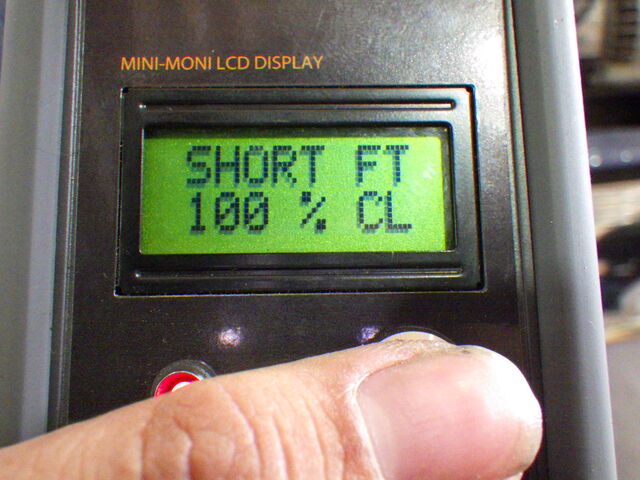 MINI-MONI LCD DISPLAY
SHORT FT
100 % CL